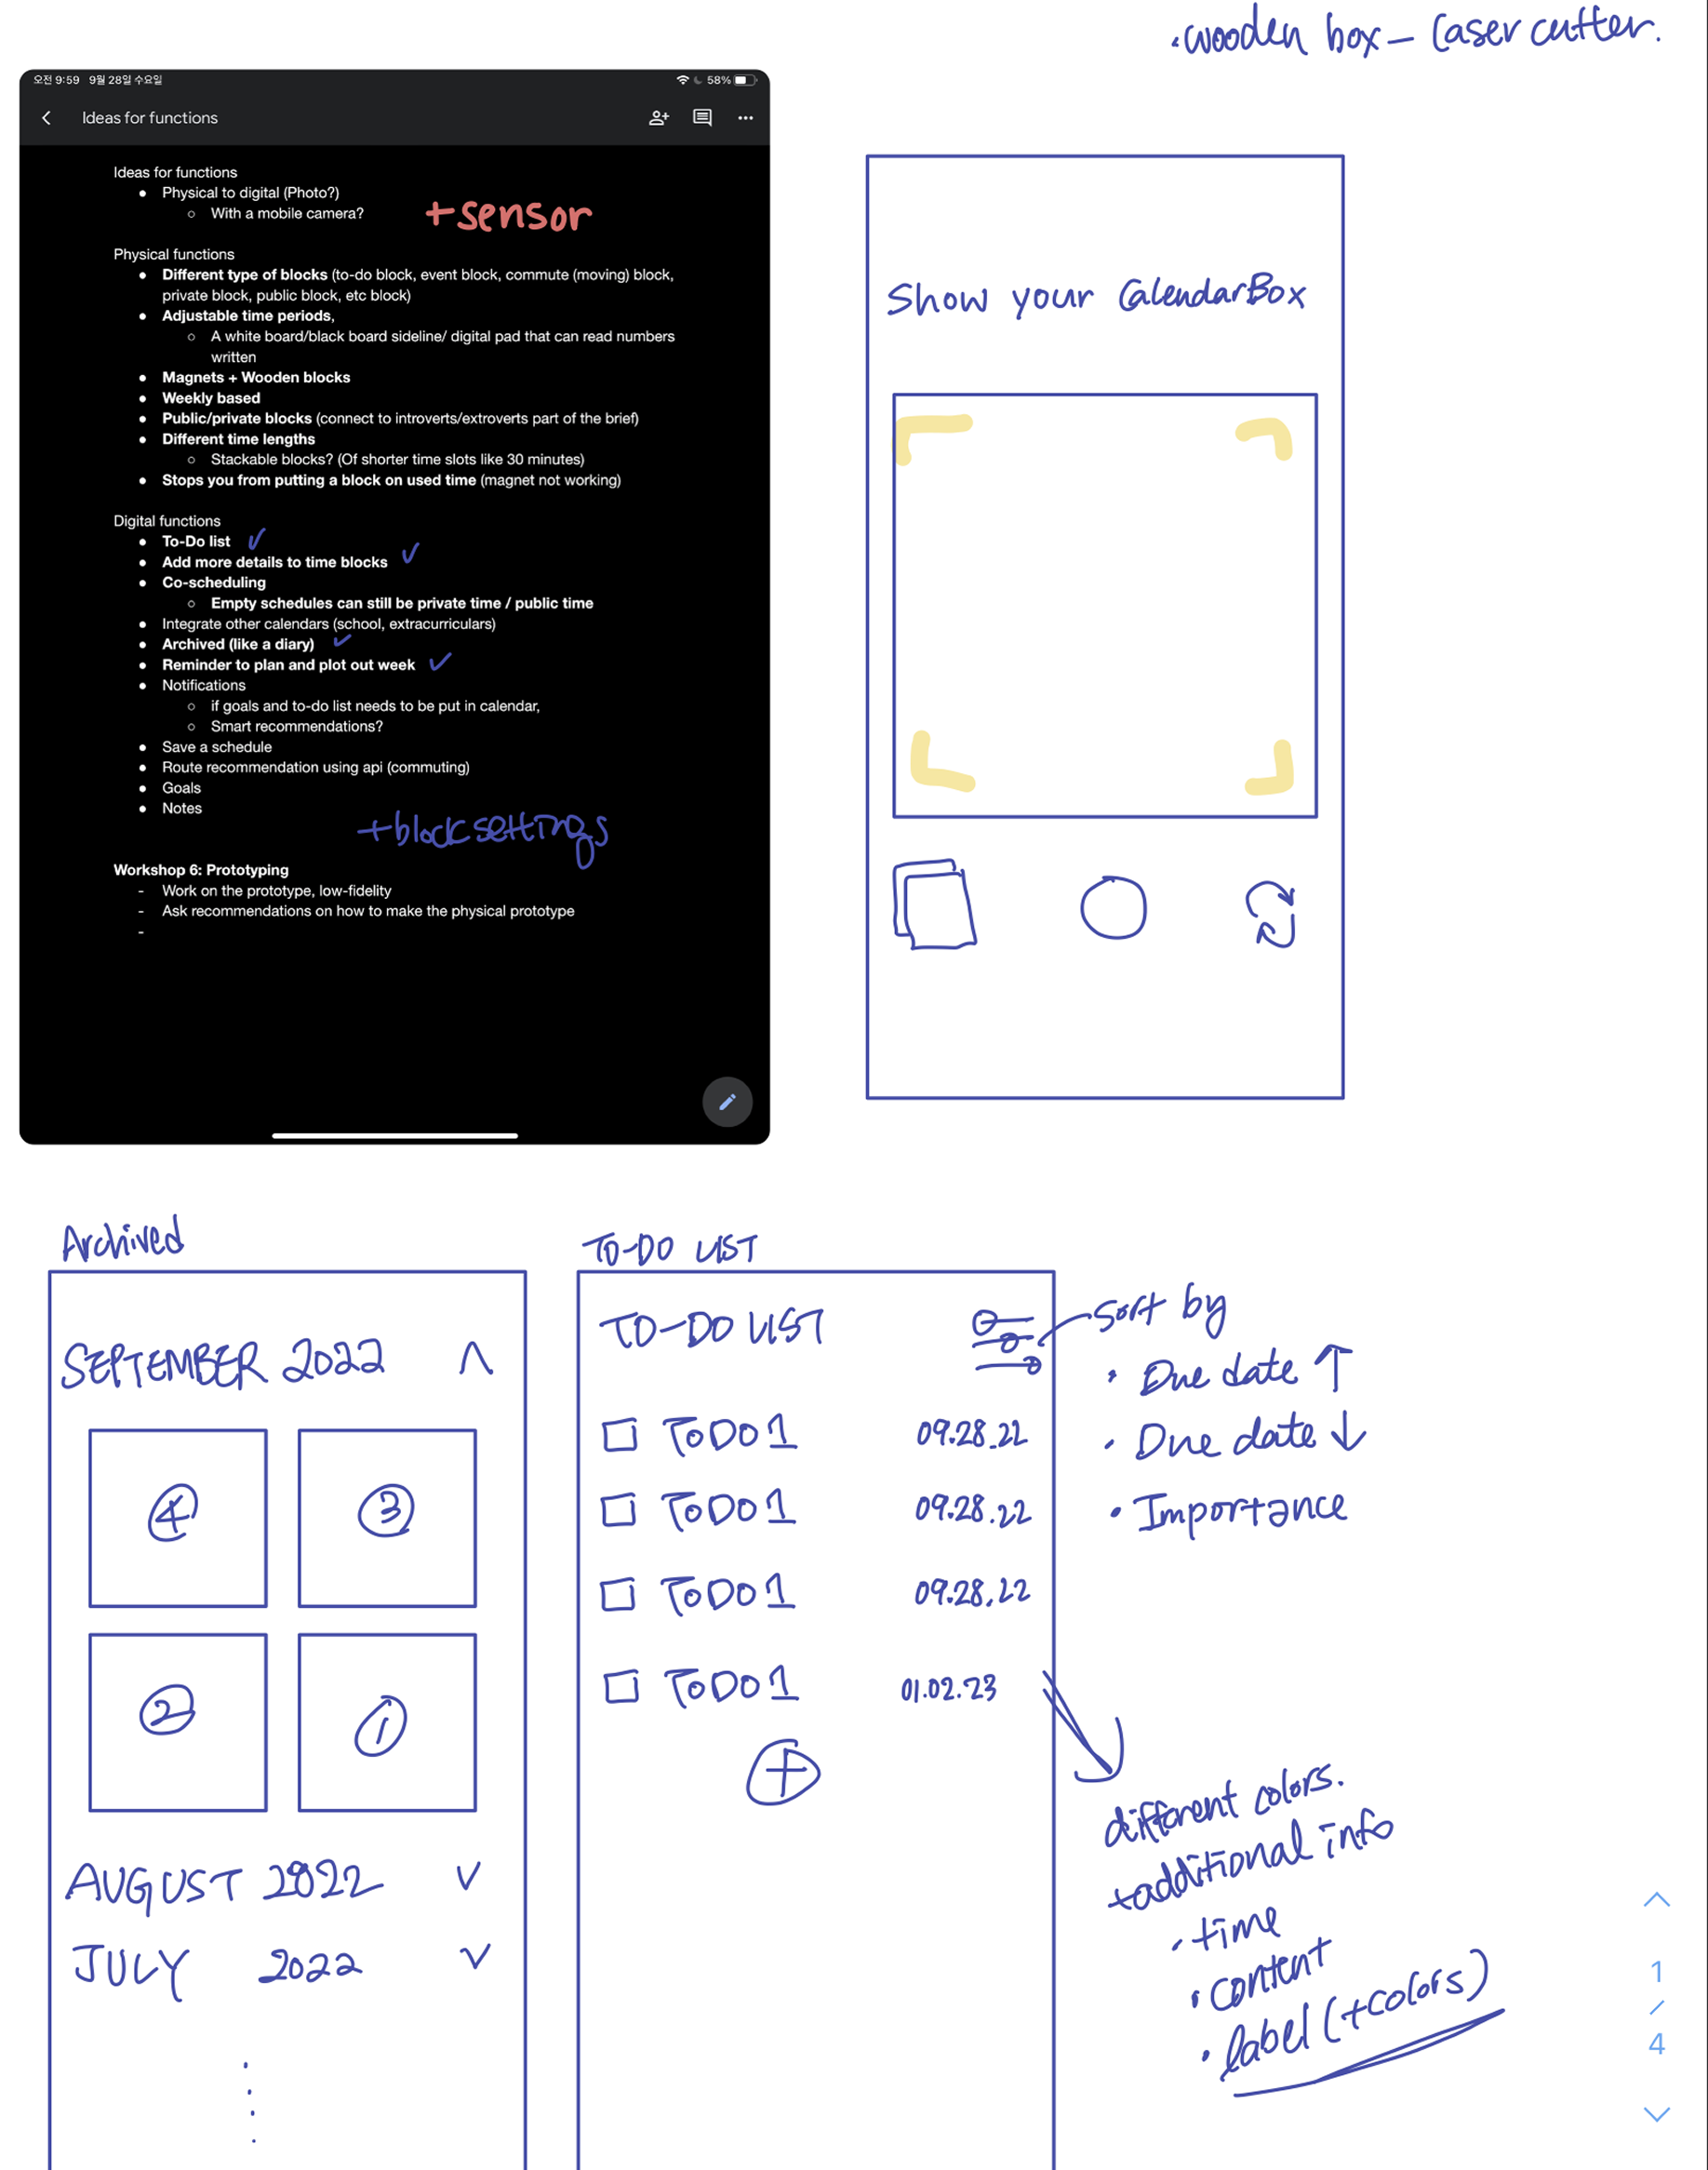 ·wooden box – laser cutter.
오전 9:59 9월 28일 수요일
58%
Ideas for functions
Ideas for functions
• Physical to digital (Photo?)
○ With a mobile camera?
+sensor
Physical functions
• Different type of blocks (to-do block, event block, commute (moving) block,
private block, public block, etc block)
• Adjustable time periods,
○ A white board/black board sideline/ digital pad that can read numbers
written
• Magnets + Wooden blocks
• Weekly based
• Public/private blocks (connect to introverts/extroverts part of the brief)
• Different time lengths
○ Stackable blocks? (Of shorter time slots like 30 minutes)
• Stops you from putting a block on used time (magnet not working)
Digital functions
• To-Do list ✓
• Add more details to time blocks ✓
• Co-scheduling
○ Empty schedules can still be private time / public time
• Integrate other calendars (school, extracurriculars)
• Archived (like a diary) ✓
• Reminder to plan and plot out week ✓
• Notifications
○ if goals and to-do list needs to be put in calendar,
○ Smart recommendations?
• Save a schedule
• Route recommendation using api (commuting)
• Goals
• Notes
+block settings
Workshop 6: Prototyping
- Work on the prototype, low-fidelity
- Ask recommendations on how to make the physical prototype
-
Show your CalendarBox
Archived
SEPTEMBER 2022 ∧
④ ③
② ①
AUGUST 2022 ∨
JULY 2022 ∨
TO-DO LIST
TO-DO LIST
☐ TODO 1 09.28.22
☐ TODO 1 09.28.22
☐ TODO 1 09.28.22
☐ TODO 1 01.02.23
+
sort by
· Due date ↑
· Due date ↓
· Importance
different colors.
+additional info
· time
· content
· label (+colors)
1
/
4